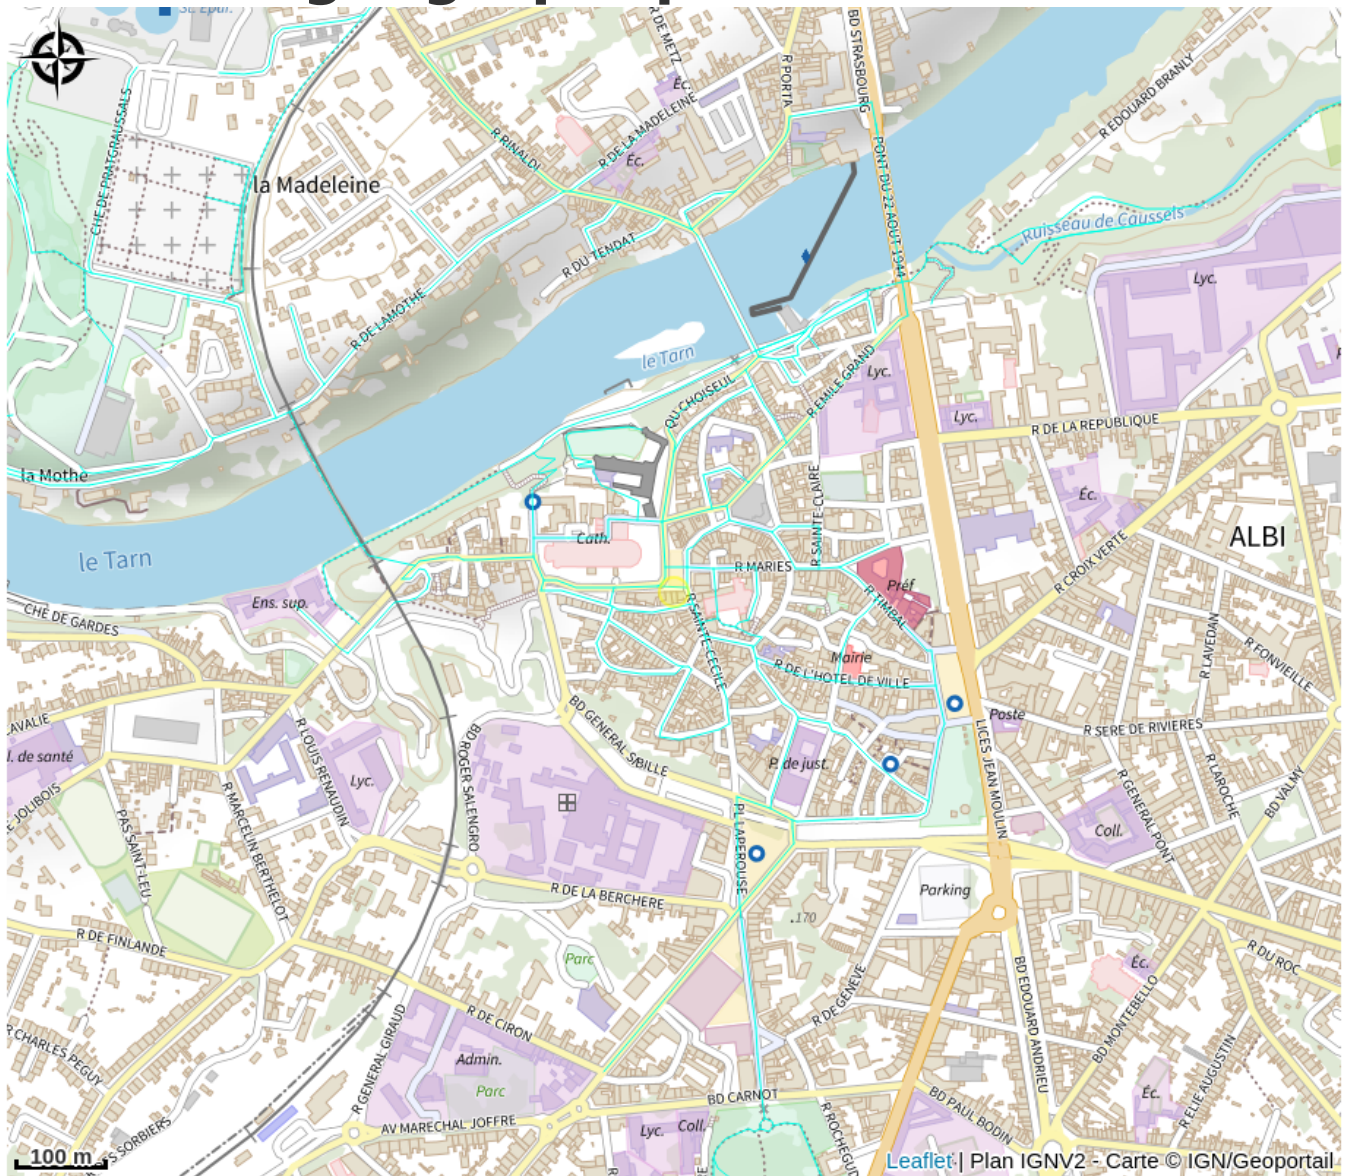 St. Épur.
R DE METZ
BD STRASBOURG
R PORTA
R EDOUARD BRANLY
Éc.
R DE LA MADELEINE
R RINALDI
Éc.
CHE DE PRATGRAUSSALS
la Madeleine
PONT DU 22 AOUT 1944
Ruisseau de Caussels
R DU TENDAT
Lyc.
R DE LAMOTHE
le Tarn
R EMILE GRAND
Lyc.
QU CHOISEUL
Lyc.
R DE LA REPUBLIQUE
la Mothe
R SAINTE-CLAIRE
Éc.
le Tarn
Cath.
ALBI
R MARIES
R CROIX VERTE
Préf
Ens. sup.
CHE DE GARDES
R TIMBAL
R SAINTE-CECILE
R LAVEDAN
R FONVIEILLE
Mairie
R DE L'HOTEL DE VILLE
LAVALIE
BD GENERAL SIBILLE
Poste
R SERE DE RIVIERES
l. de santé
R LOUIS RENAUDIN
Lyc.
BD ROGER SALENGRO
P. de just.
LICES JEAN MOULIN
R LAROCHE
BD VALMY
R GENERAL PONT
E JOLIBOIS
PAS SAINT-LEU
R MARCELIN BERTHELOT
PL LAPEROUSE
Coll.
R DE LA BERCHERE
Parking
170
R DE FINLANDE
Parc
R DU ROC
Éc.
R DE GENEVE
BD EDOUARD ANDRIEU
BD MONTEBELLO
R CHARLES PEGUY
R GENERAL GIRAUD
R DE CIRON
Admin.
Parc
R ELIE AUGUSTIN
Éc.
BD CARNOT
BD PAUL BODIN
AV MARECHAL JOFFRE
Lyc.
Coll.
R ROCHEGUD
S SORBIERS
100 m
Leaflet | Plan IGNV2 - Carte © IGN/Geoportail